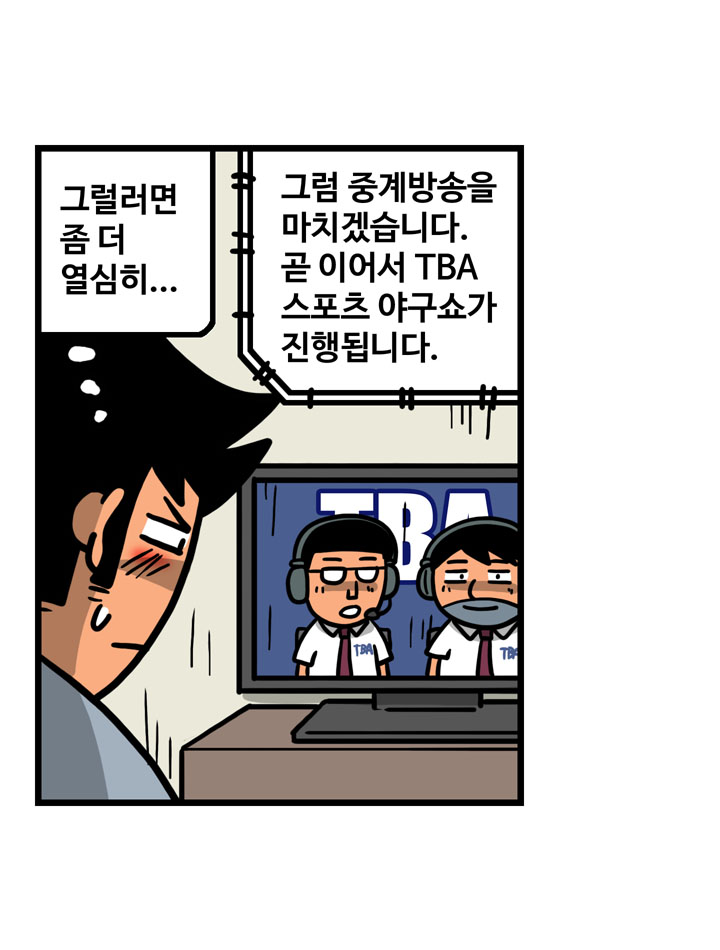 그럴러면
좀 더
열심히...
그럼 중계방송을
마치겠습니다.
곧 이어서 TBA
스포츠 야구쇼가
진행됩니다.
TBA
TBA
TBA